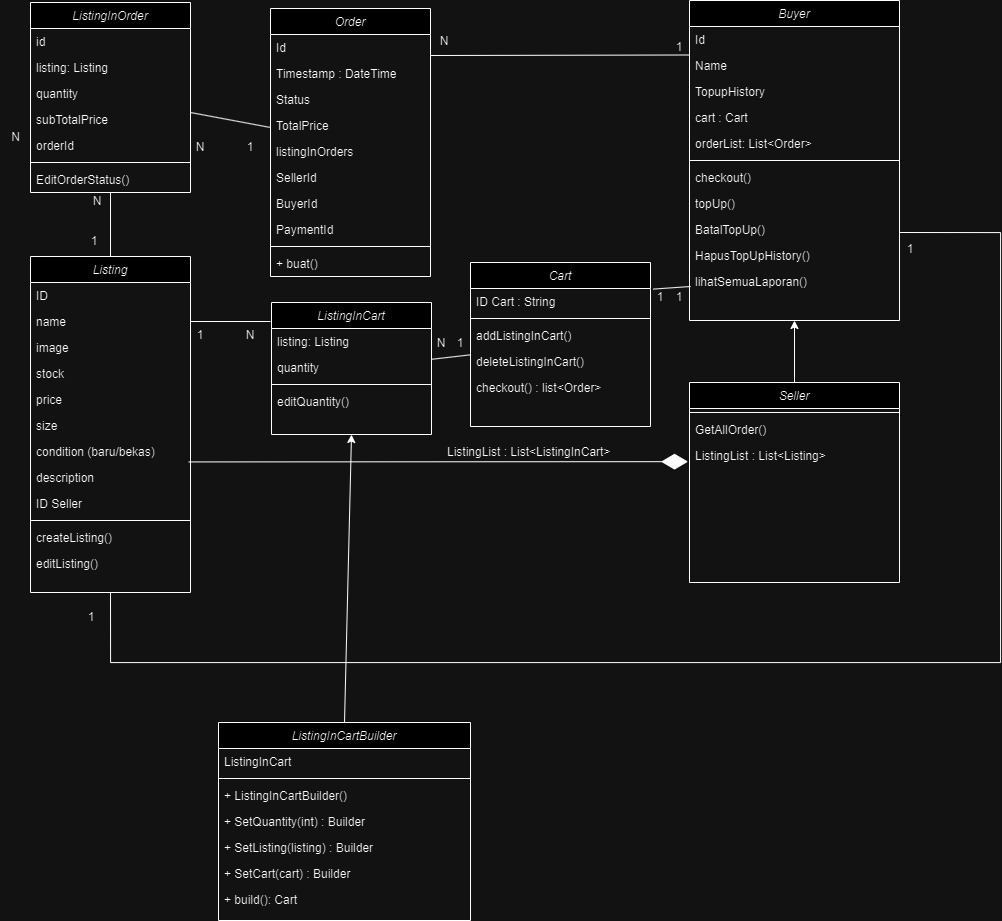 ListingInOrder
id
listing: Listing
quantity
subTotalPrice
orderId
EditOrderStatus()
N
N
N
1
1
Order
Id
Timestamp : DateTime
Status
TotalPrice
listingInOrders
SellerId
BuyerId
PaymentId
+ buat()
N
1
Buyer
Id
Name
TopupHistory
cart : Cart
orderList: List<Order>
checkout()
topUp()
BatalTopUp()
HapusTopUpHistory()
lihatSemuaLaporan()
1
Listing
ID
name
image
stock
price
size
condition (baru/bekas)
description
ID Seller
createListing()
editListing()
1
1
N
ListingInCart
listing: Listing
quantity
editQuantity()
N
1
Cart
ID Cart : String
addListingInCart()
deleteListingInCart()
checkout() : list<Order>
1
1
Seller
GetAllOrder()
ListingList : List<Listing>
ListingList : List<ListingInCart>
ListingInCartBuilder
ListingInCart
+ ListingInCartBuilder()
+ SetQuantity(int) : Builder
+ SetListing(listing) : Builder
+ SetCart(cart) : Builder
+ build(): Cart